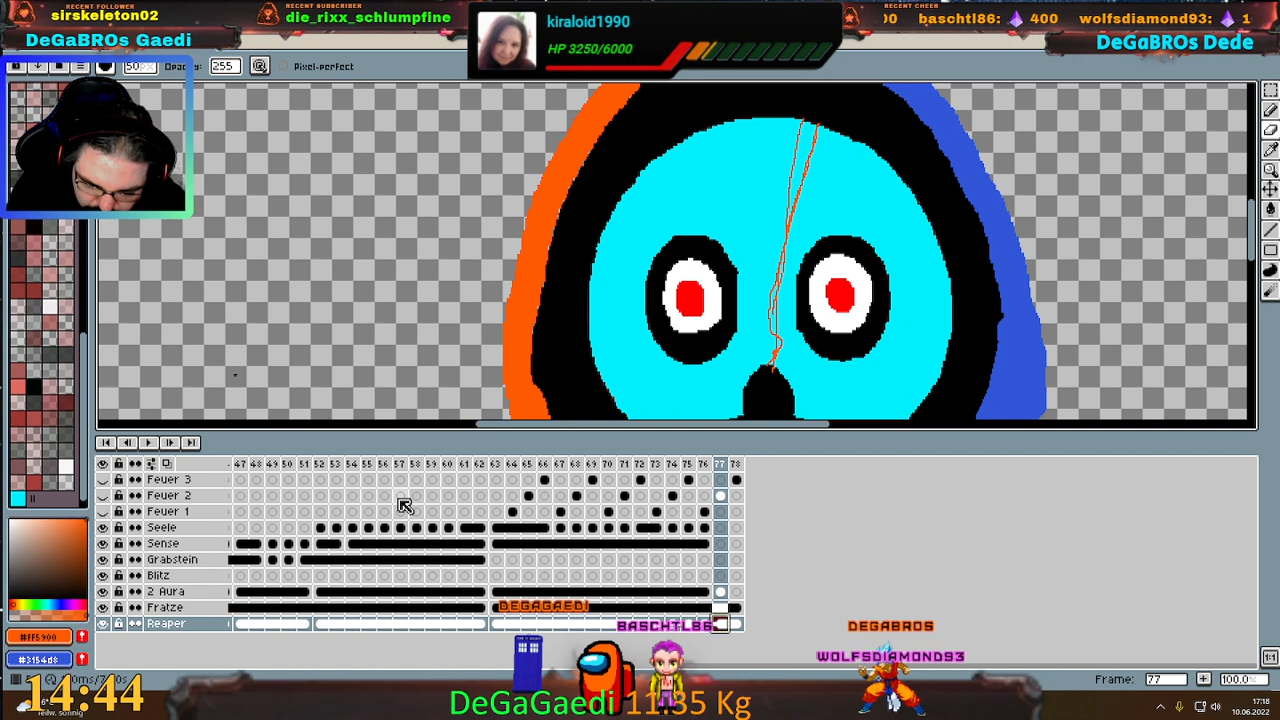 RECENT FOLLOWER
sirskeleton02
RECENT SUBSCRIBER
die_rixx_schlumpfine
kiraloid1990
HP 3250/6000
RECENT CHEER
baschtl86: 400 wolfsdiamond93: 1
DeGaBROs Gaedi
DeGaBROs Dede
255
Pixel-perfect
47 48 49 50 51 52 53 54 55 56 57 58 59 60 61 62 63 64 65 66 67 68 69 70 71 72 73 74 75 76 77 78
Feuer 3
Feuer 2
Feuer 1
Seele
Sense
Grabstein
Blitz
2 Aura
Fratze
Reaper
DEGAGAEDI
BASCHTL86
DEGABROS
WOLFSDIAMOND93
#FF5900
#3154d8
14:44
DeGaGaedi 11.35 Kg
Frame: 77
100.0%
1:1
17:18
10.06.2022